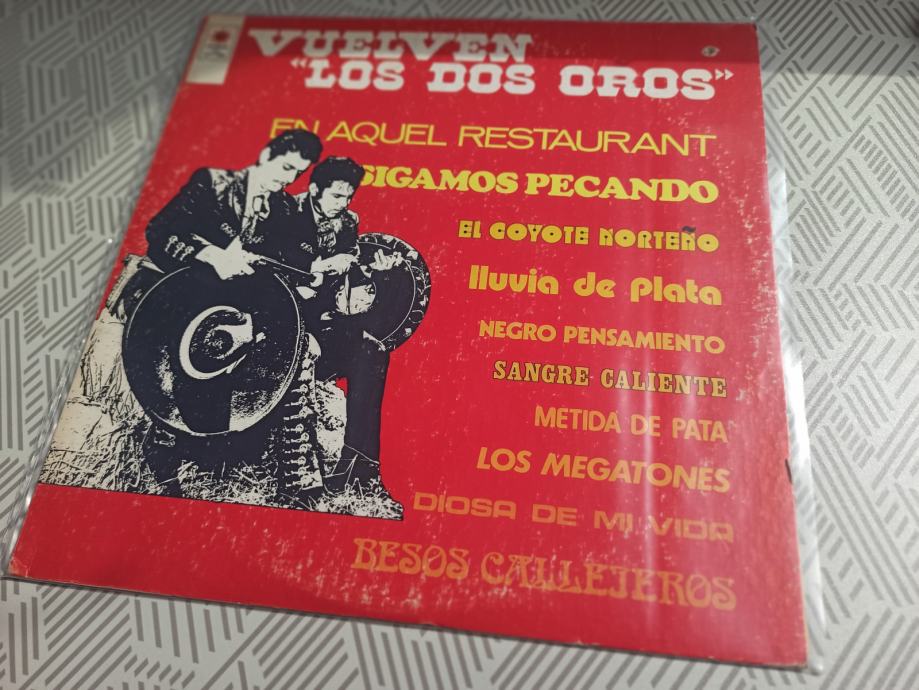 VUELVEN
"LOS DOS OROS"
EN AQUEL RESTAURANT
SIGAMOS PECANDO
EL COYOTE NORTEÑO
lluvia de plata
NEGRO PENSAMIENTO
SANGRE CALIENTE
METIDA DE PATA
LOS MEGATONES
DIOSA DE MI VIDA
BESOS CALLEJEROS